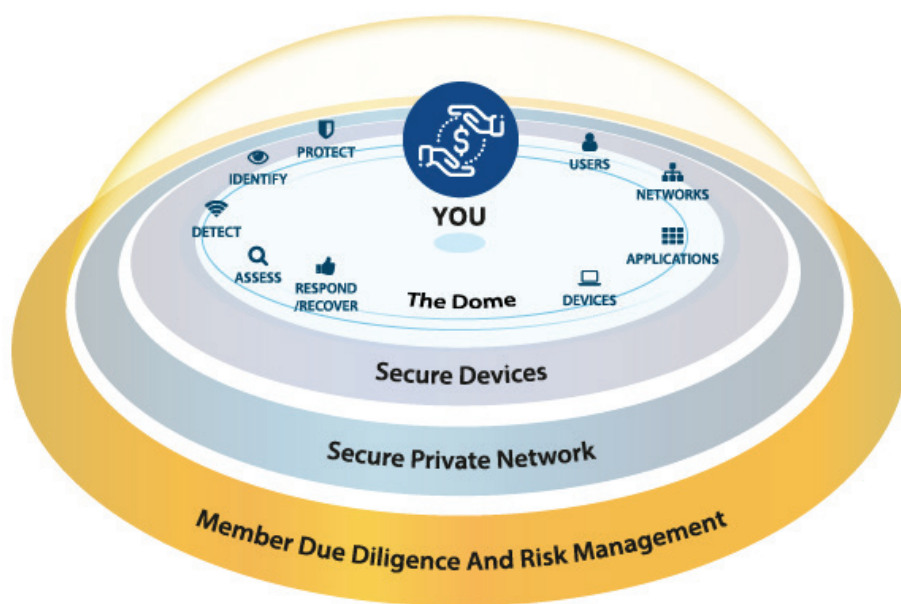 PROTECT
IDENTIFY
DETECT
ASSESS
RESPOND
/RECOVER
$
YOU
The Dome
USERS
NETWORKS
APPLICATIONS
DEVICES
Secure Devices
Secure Private Network
Member Due Diligence And Risk Management